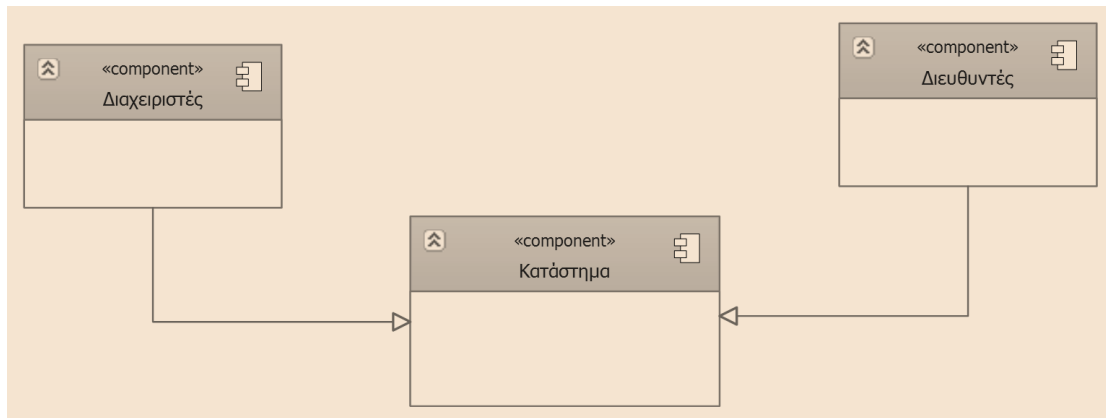 «component»
Διαχειριστές
«component»
Διευθυντές
«component»
Κατάστημα